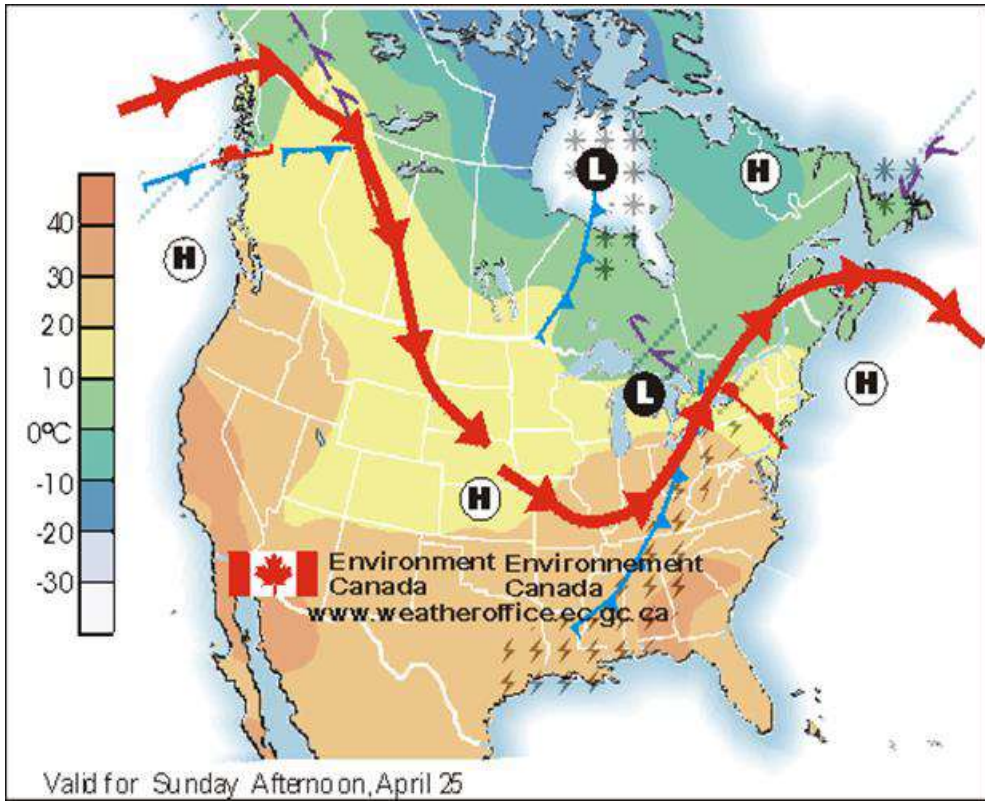 L
H
H
40
30
20
10
0°C
-10
-20
-30
L
H
H
Environment Environnement
Canada Canada
www.weatheroffice.ec.gc.ca
Valid for Sunday Afternoon, April 25